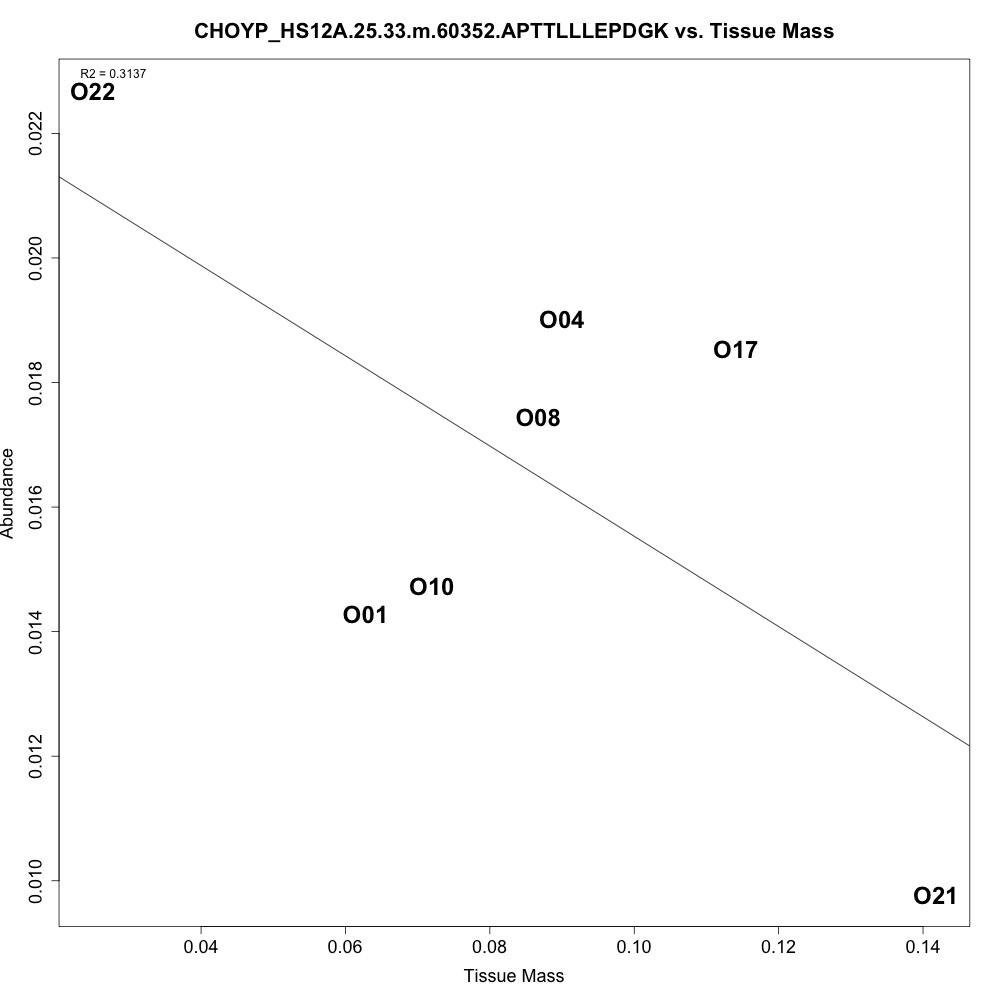 CHOYP_HS12A.25.33.m.60352.APTTLLLEPDGK vs. Tissue Mass
R2 = 0.3137
O22
0.022
0.020
O04
O17
0.018
O08
Abundance
0.016
O10
O01
0.014
0.012
0.010
O21
0.04 0.06 0.08 0.10 0.12 0.14
Tissue Mass